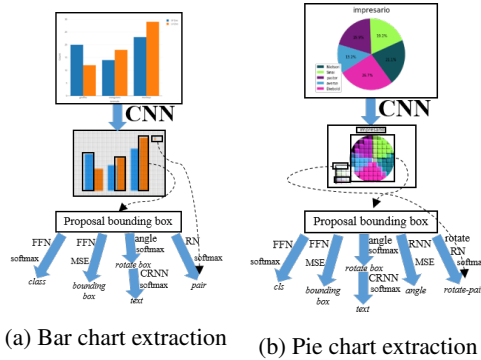 impresario
CNN
CNN
Proposal bounding box
Proposal bounding box
FFN
softmax
class
FFN
MSE
bounding
box
angle
softmax
rotate box
CRNN
softmax
text
RN
softmax
pair
FFN
softmax
cls
FFN
MSE
bounding
box
angle
softmax
rotate box
CRNN
softmax
text
RNN
MSE
angle
rotate
RN
softmax
rotate-pair
(a) Bar chart extraction
(b) Pie chart extraction